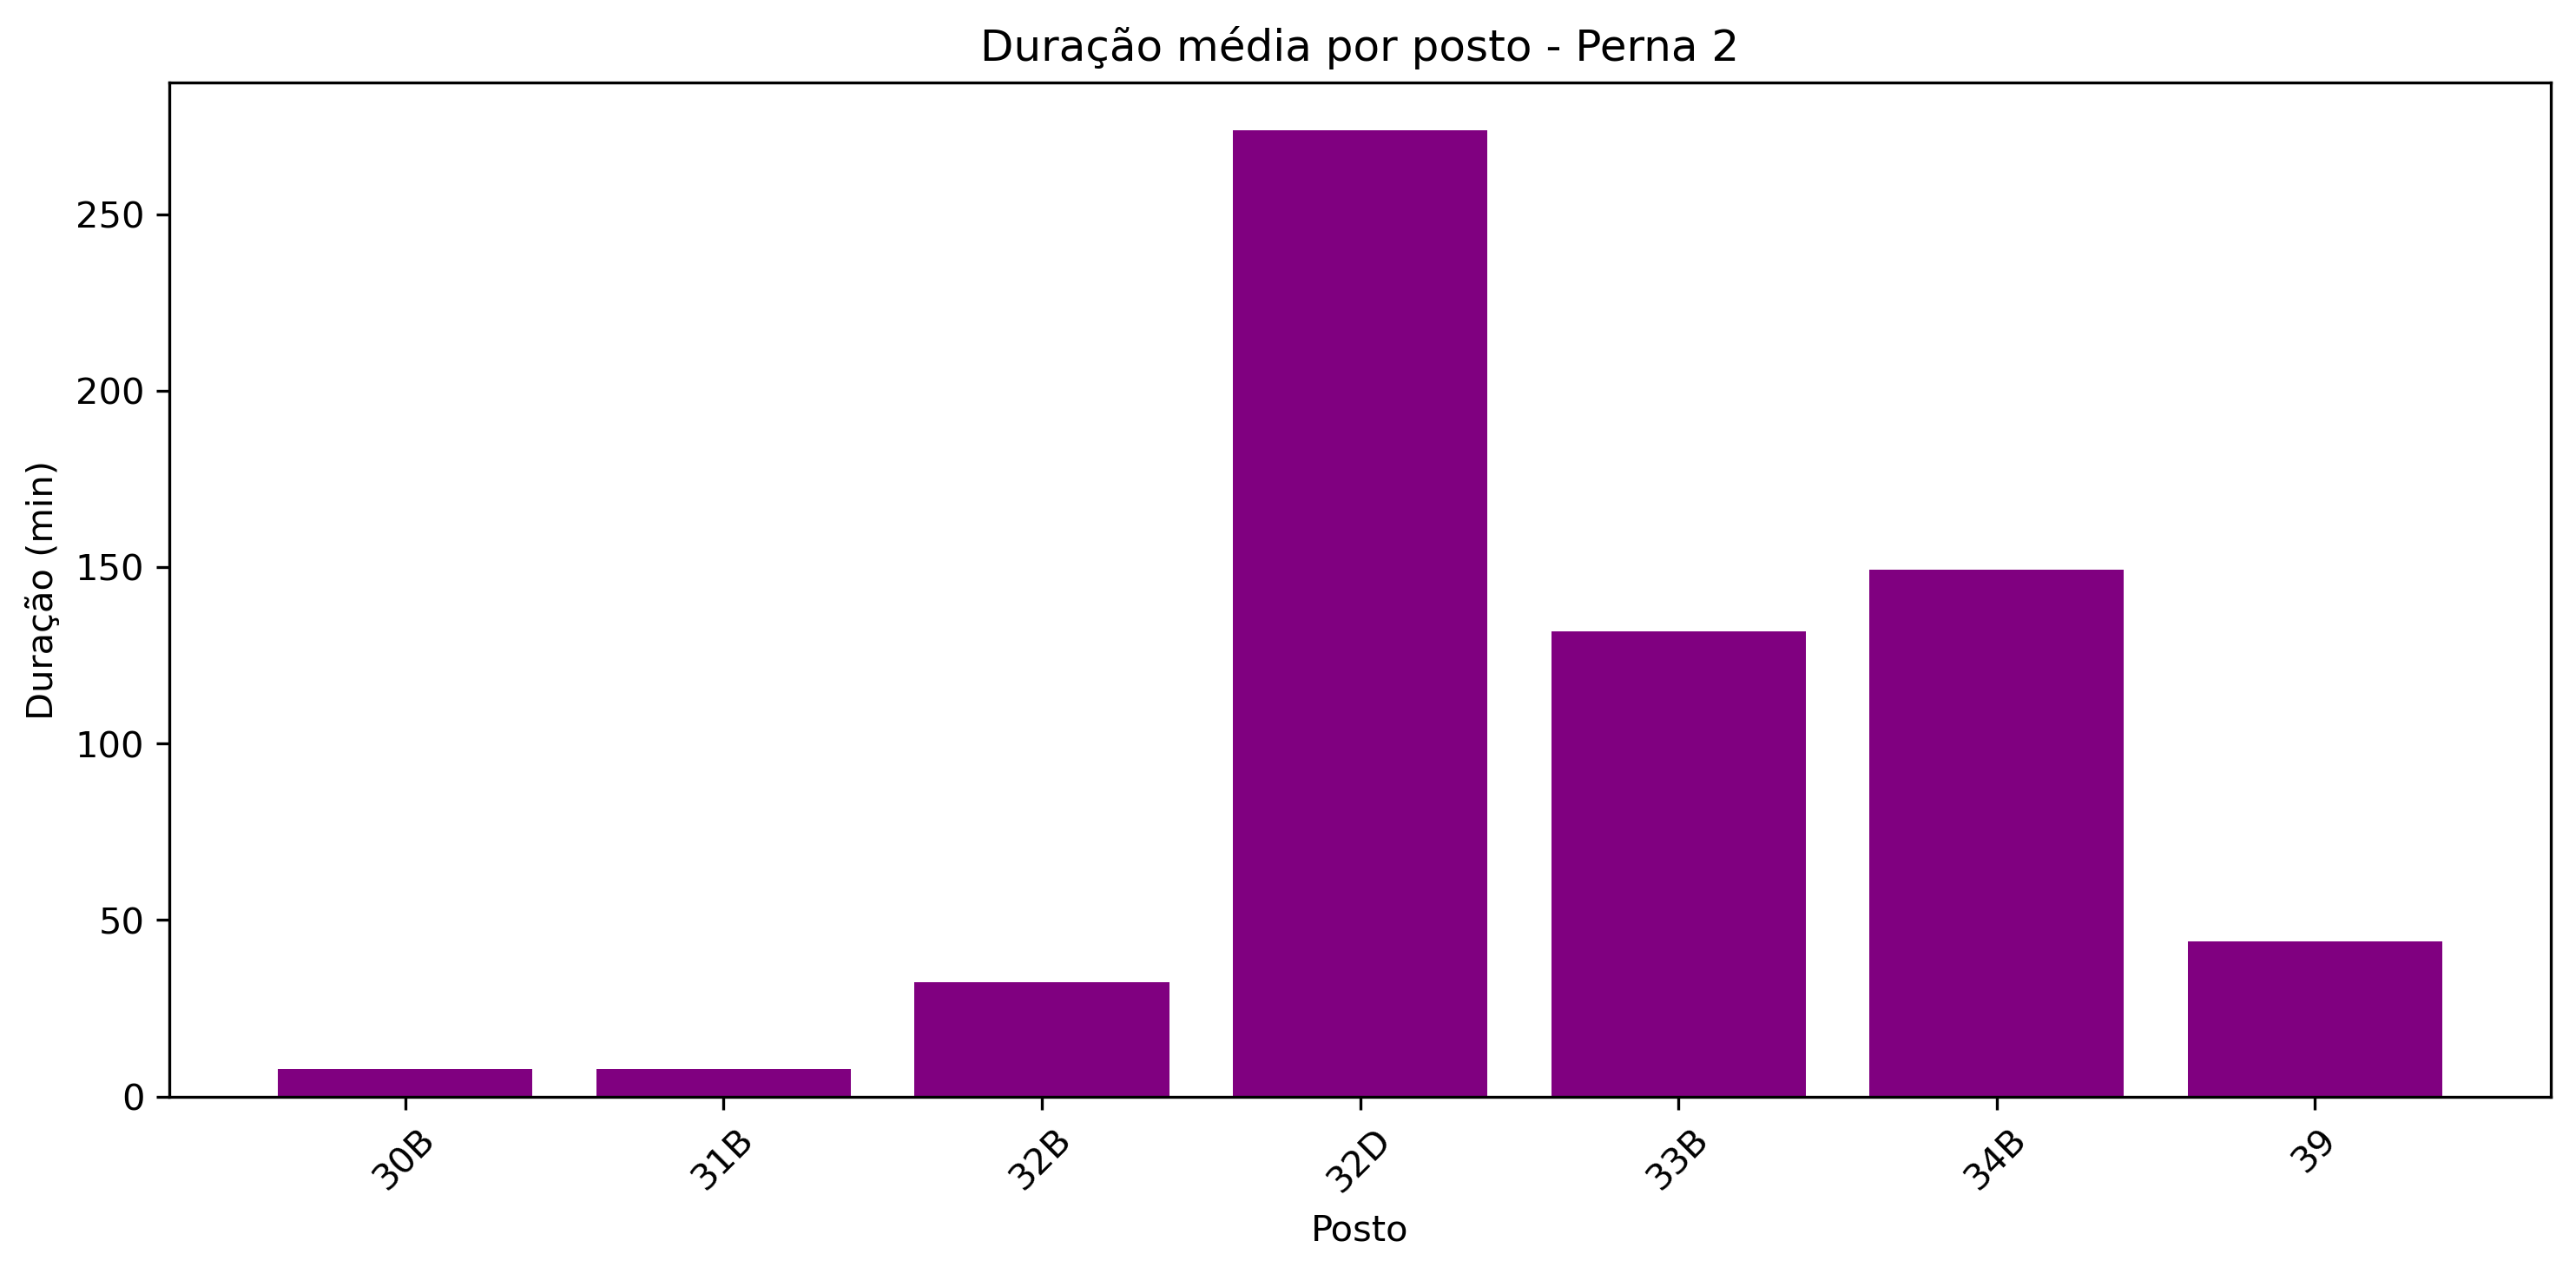 Duração média por posto - Perna 2
Duração (min)
250
200
150
100
50
0
30B
31B
32B
32D
33B
34B
39
Posto